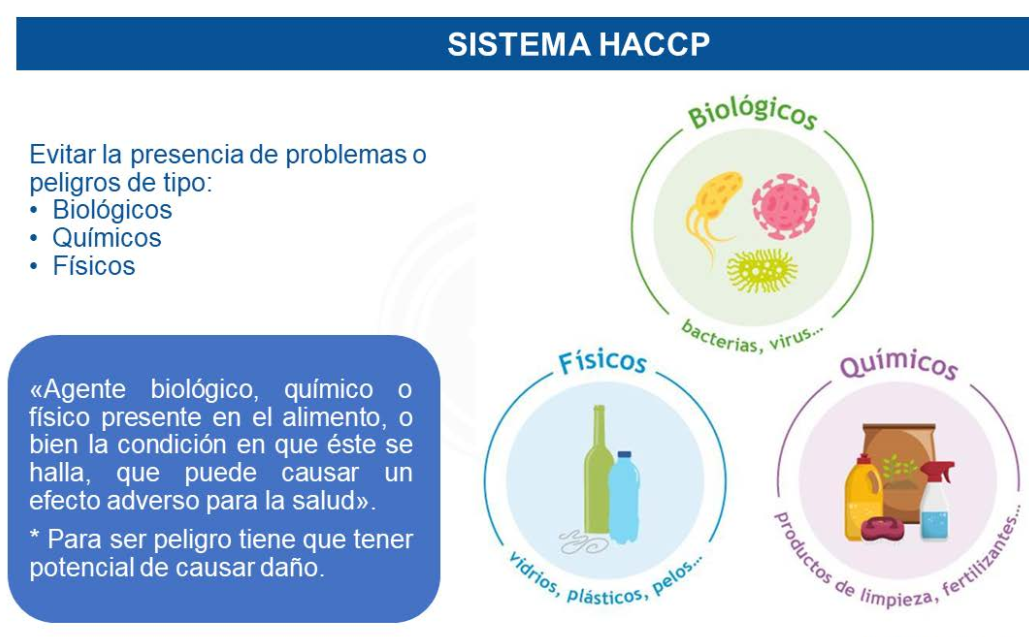 SISTEMA HACCP
Evitar la presencia de problemas o
peligros de tipo:
• Biológicos
• Químicos
• Físicos
«Agente biológico, químico o
físico presente en el alimento, o
bien la condición en que éste se
halla, que puede causar un
efecto adverso para la salud».
* Para ser peligro tiene que tener
potencial de causar daño.
Biológicos
bacterias, virus...
Físicos
vidrios, plásticos, pelos...
Químicos
productos de limpieza, fertilizantes...